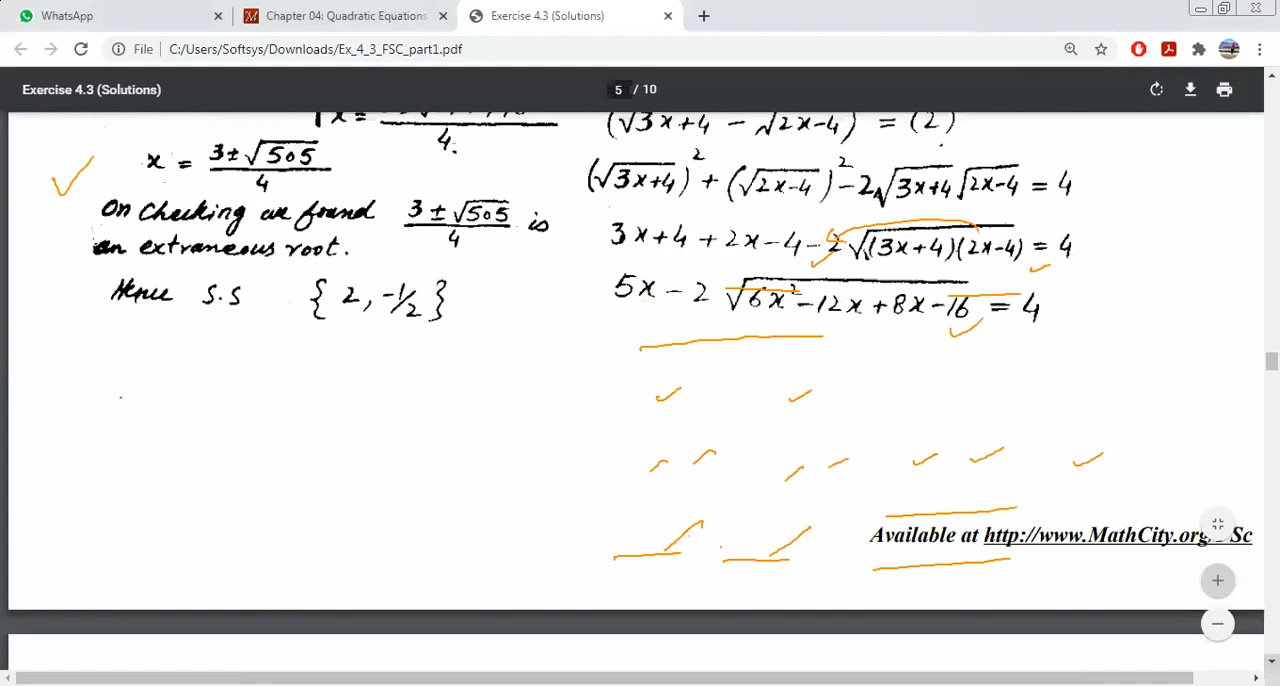 WhatsApp
Chapter 04: Quadratic Equations
Exercise 4.3 (Solutions)
File
C:/Users/Softsys/Downloads/Ex_4_3_FSC_part1.pdf
Exercise 4.3 (Solutions)
5 / 10
4.
x = 3±√505/4
On checking we found 3±√505/4 is
an extraneous root.
Hence S.S {2, -1/2}
(√3x+4 - √2x-4) = (2)
(√3x+4)² + (√2x-4)² - 2√3x+4 √2x-4 = 4
3x+4+2x-4-2√(3x+4)(2x-4) = 4
5x-2 √6x²-12x+8x-16 = 4
Available at http://www.MathCity.org Sc